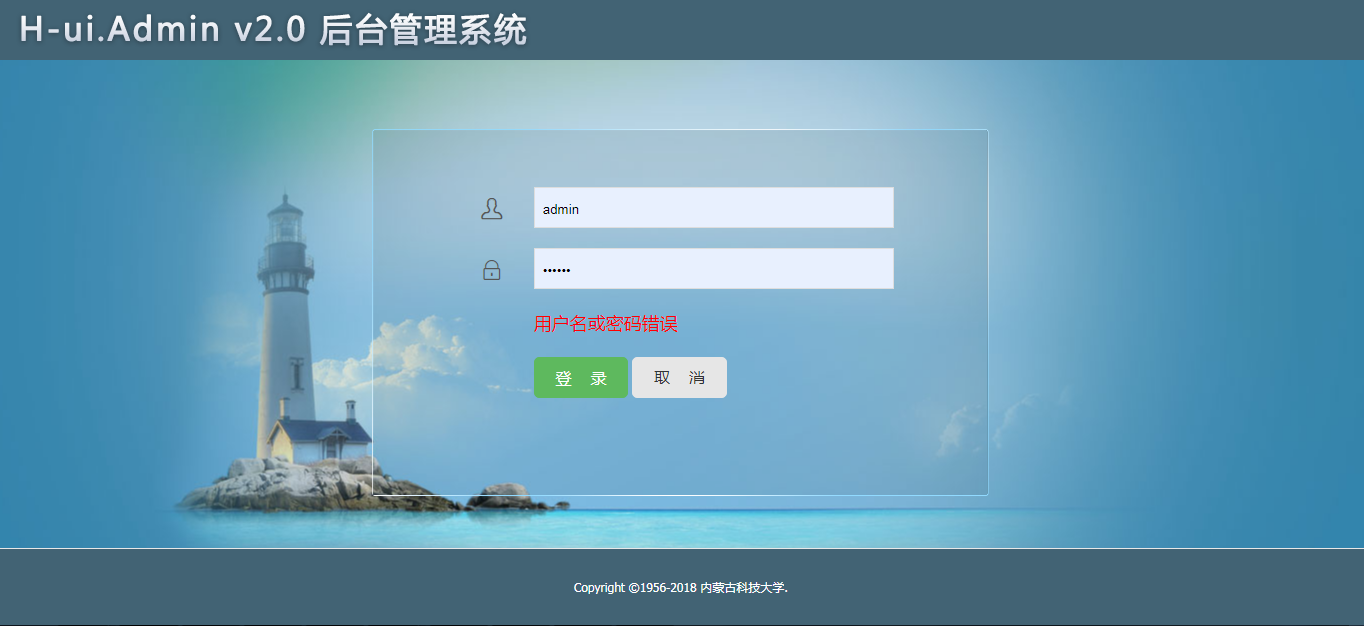 H-ui.Admin v2.0 后台管理系统
admin
••••••
用户名或密码错误
登 录 取 消
Copyright ©1956-2018 内蒙古科技大学.